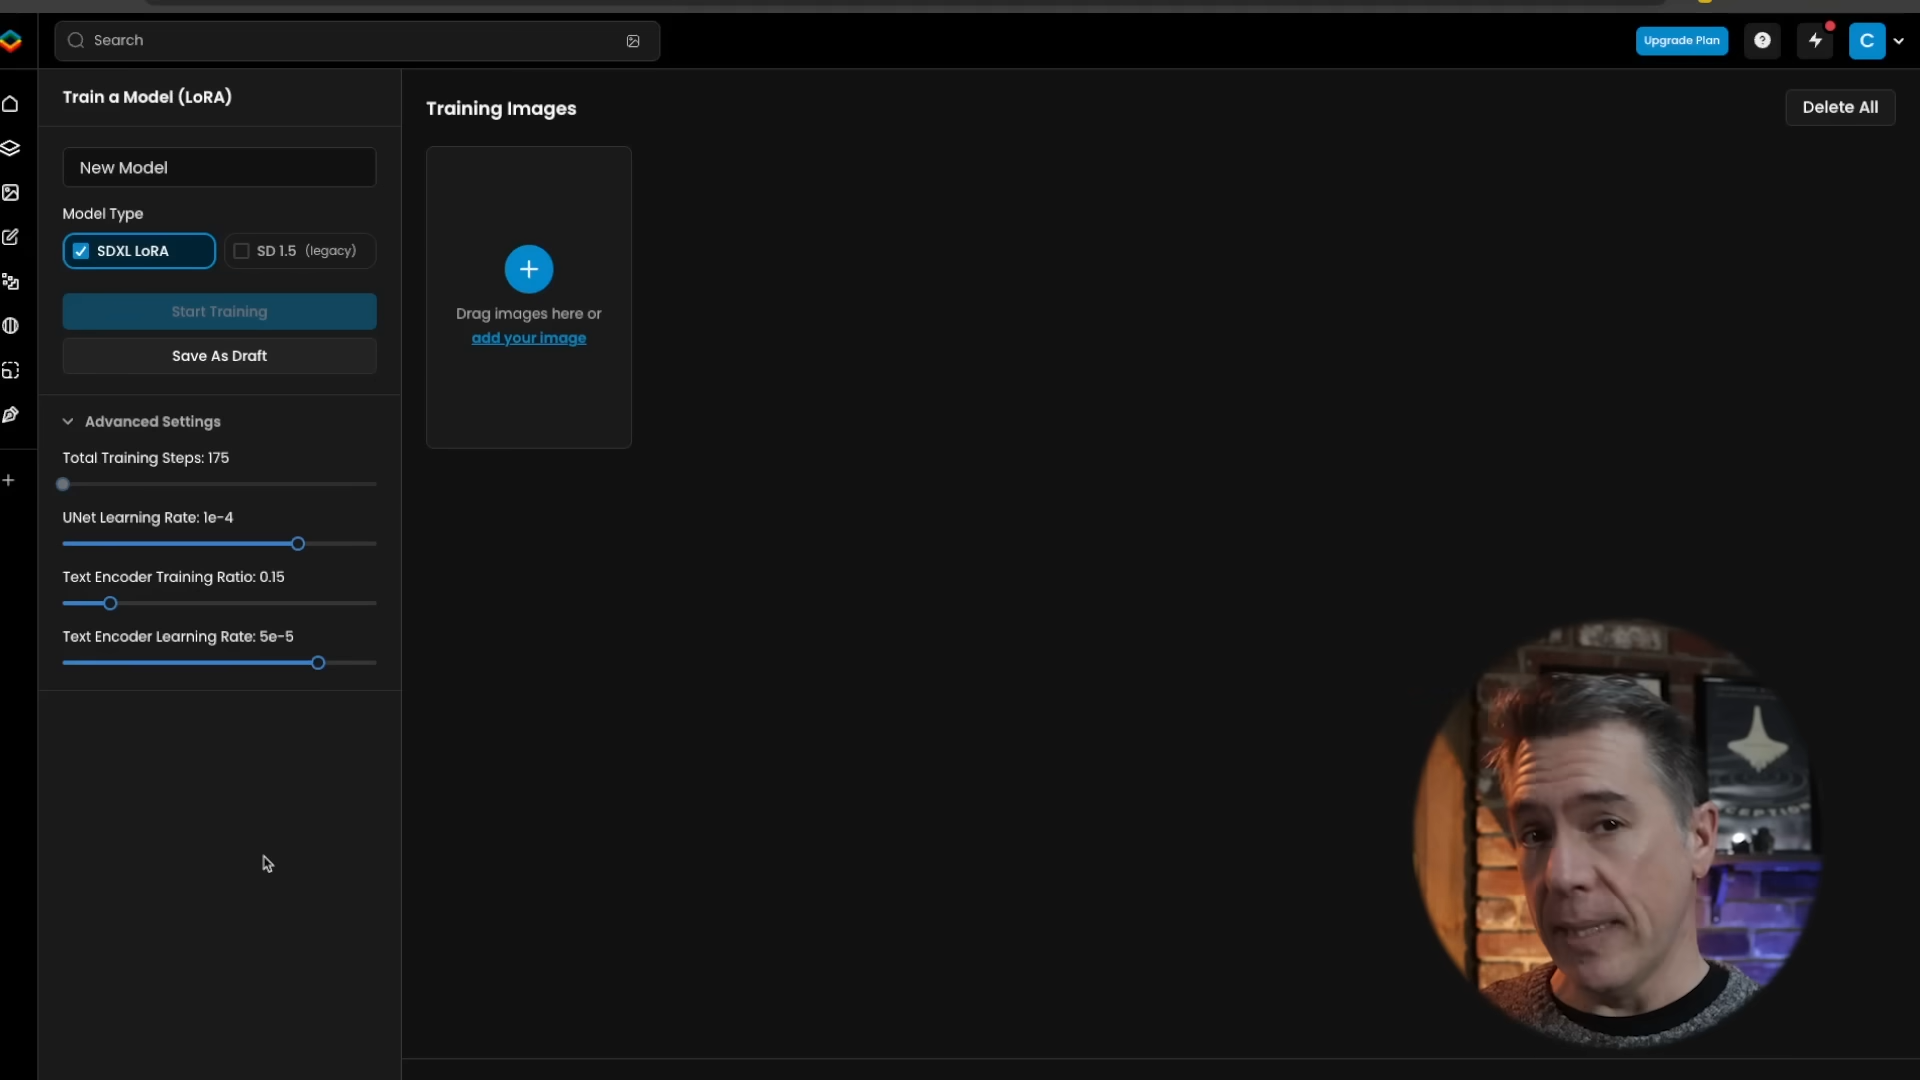 Search
Upgrade Plan
C
Train a Model (LoRA)
New Model
Model Type
SDXL LoRA
SD 1.5 (legacy)
Start Training
Save As Draft
Advanced Settings
Total Training Steps: 175
UNet Learning Rate: 1e-4
Text Encoder Training Ratio: 0.15
Text Encoder Learning Rate: 5e-5
Training Images
Delete All
Drag images here or
add your image